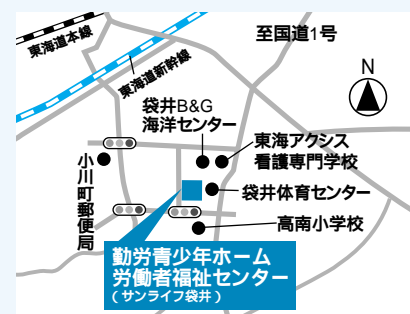 東海道本線
東海道新幹線
至国道1号
N
袋井B&G
海洋センター
東海アクシス
看護専門学校
小川町郵便局
袋井体育センター
高南小学校
勤労青少年ホーム
労働者福祉センター
(サンライフ袋井)